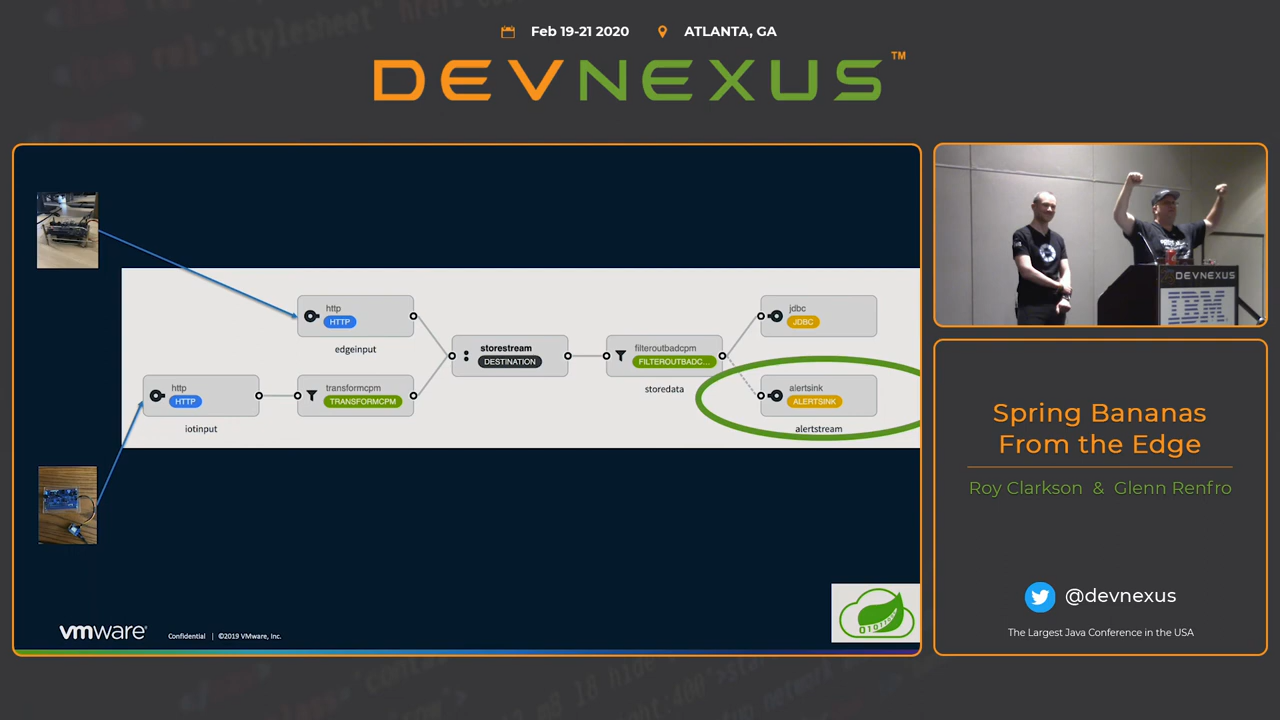 Feb 19-21 2020
ATLANTA, GA
DEVNEXUS™
http
HTTP
edgeinput
http
HTTP
iotinput
transformcpm
TRANSFORMCPM
storestream
DESTINATION
filteroutbadcpm
FILTEROUTBADC...
storedata
jdbc
JDBC
alertsink
ALERTSINK
alertstream
vmware®
Confidential | ©2019 VMware, Inc.
DEVNEXUS
IBM
Spring Bananas
From the Edge
Roy Clarkson & Glenn Renfro
@devnexus
The Largest Java Conference in the USA